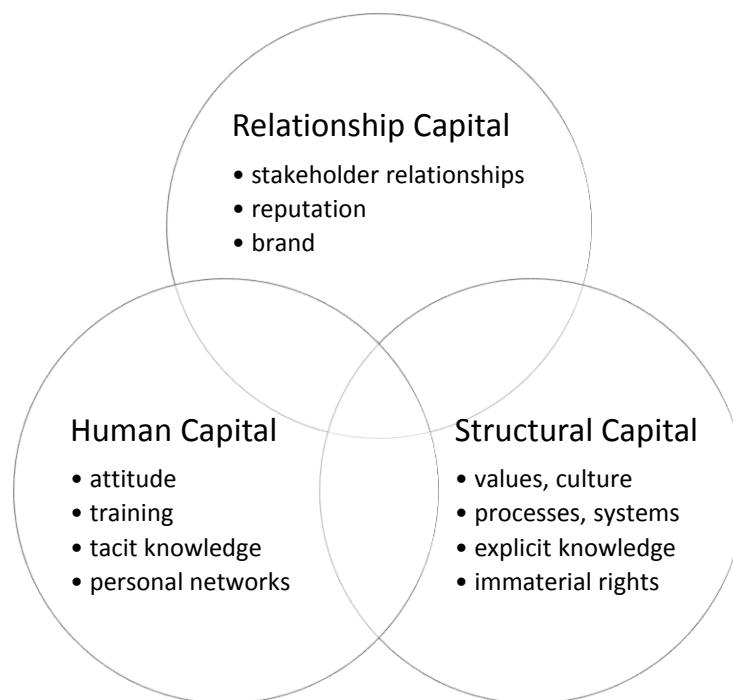 Relationship Capital
• stakeholder relationships
• reputation
• brand
Human Capital
• attitude
• training
• tacit knowledge
• personal networks
Structural Capital
• values, culture
• processes, systems
• explicit knowledge
• immaterial rights